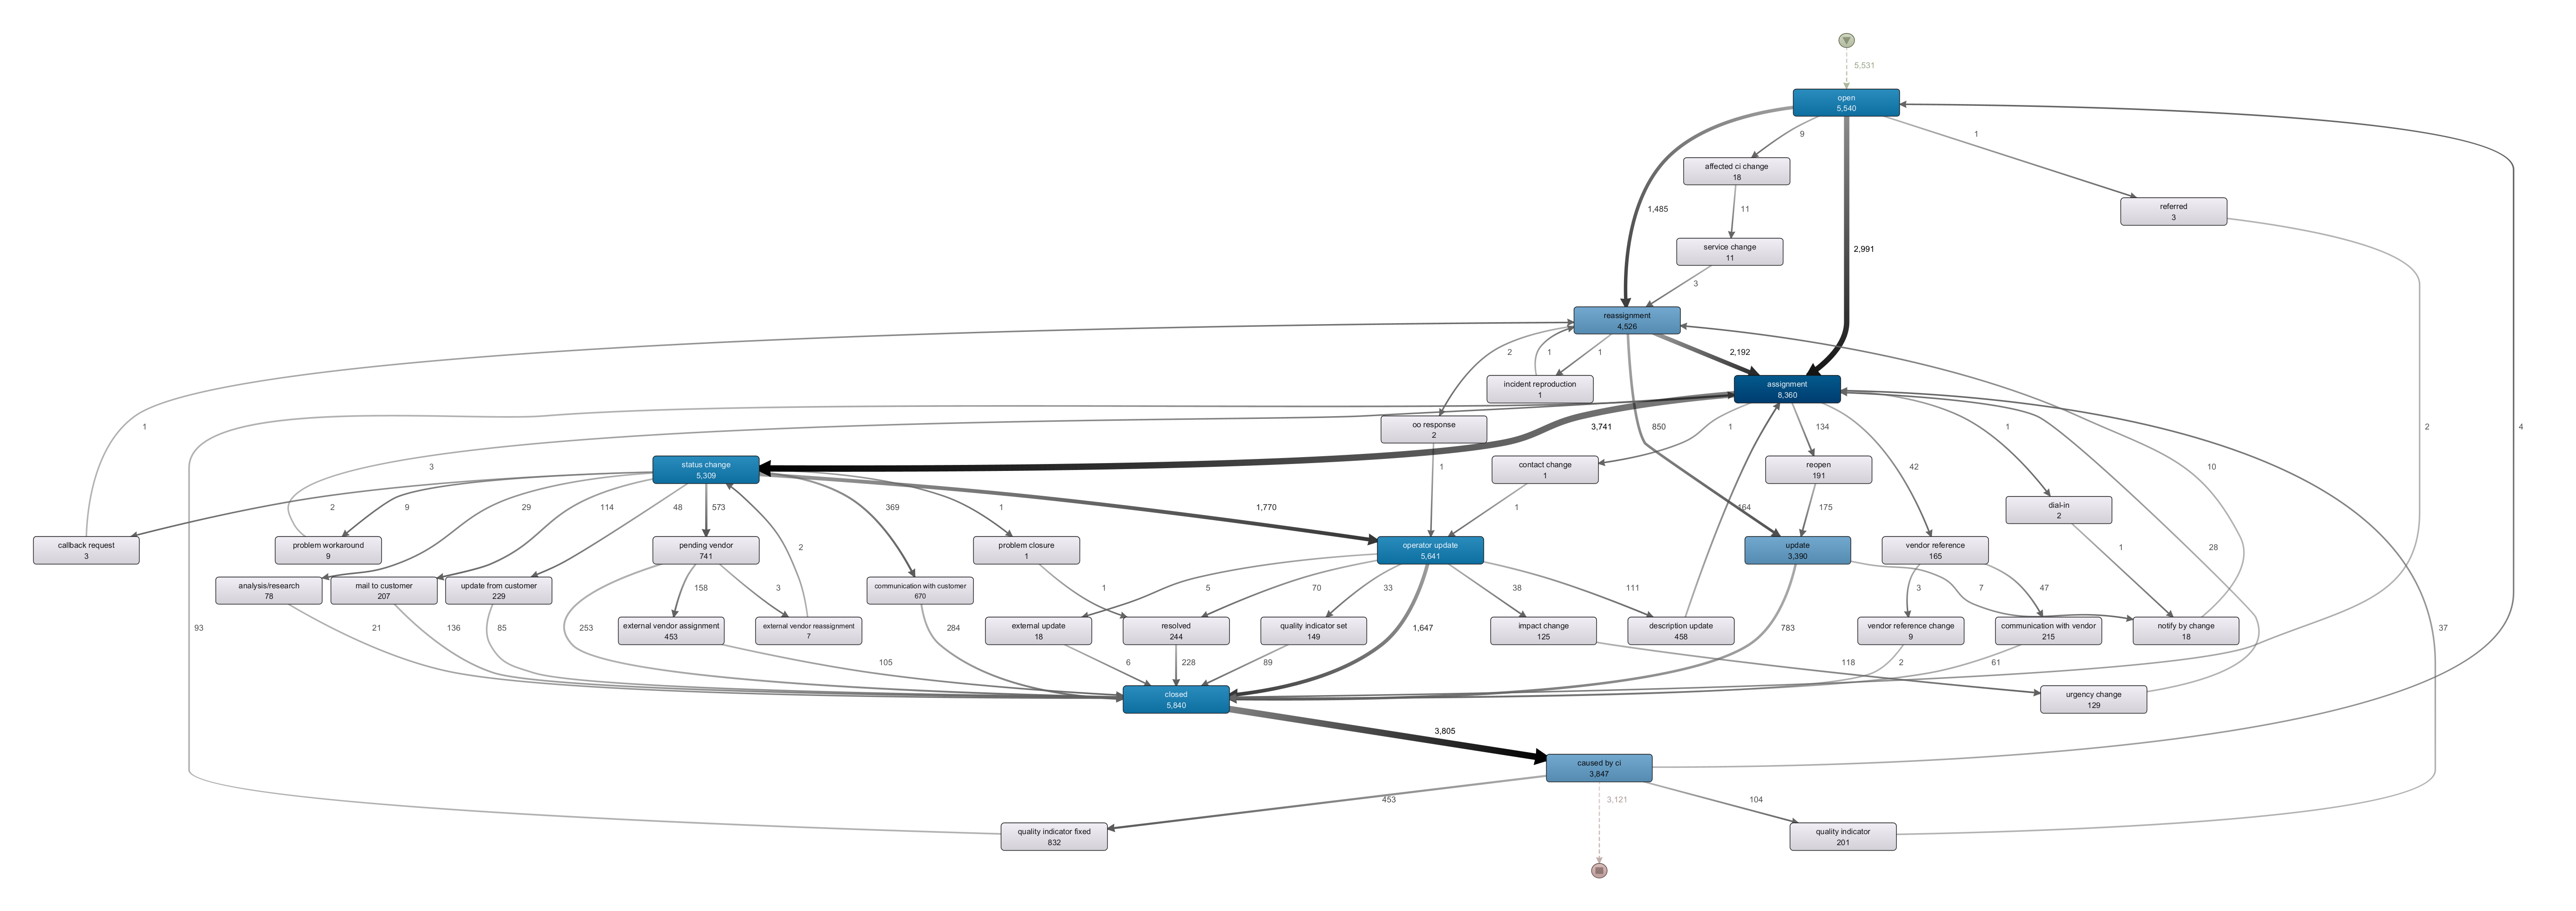 5,531
open
5,540
9
1
affected ci change
18
1,485
11
referred
3
2,991
service change
11
3
reassignment
4,526
2
1
1
2,192
incident reproduction
1
assignment
8,360
oo response
2
1
3,741
850
1
134
1
2
4
3
status change
5,309
1
contact change
1
reopen
191
42
10
dial-in
2
2
9
29
114
48
573
369
1
1,770
1
164
175
callback request
3
problem workaround
9
pending vendor
741
2
problem closure
1
operator update
5,641
update
3,390
vendor reference
165
1
28
analysis/research
78
mail to customer
207
update from customer
229
158
3
communication with customer
670
1
5
70
33
38
111
3
47
7
93
21
136
85
253
external vendor assignment
453
external vendor reassignment
7
284
external update
18
resolved
244
quality indicator set
149
1,647
impact change
125
description update
458
783
vendor reference change
9
communication with vendor
215
notify by change
18
37
105
6
228
89
118
2
61
closed
5,840
urgency change
129
3,805
caused by ci
3,847
453
3,121
104
quality indicator fixed
832
quality indicator
201